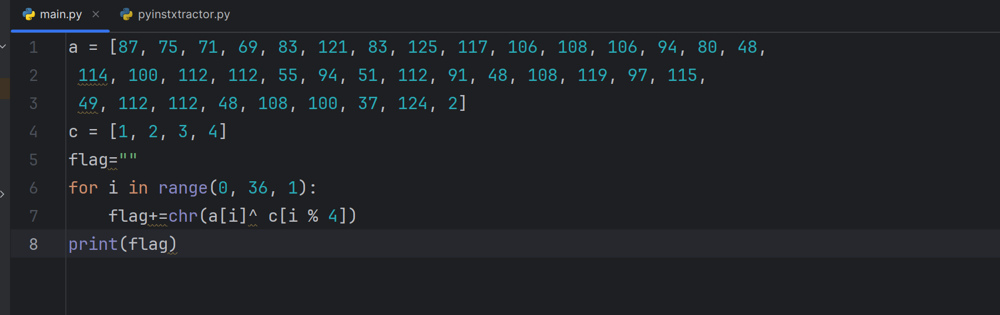 main.py × pyinstxtractor.py
1 a = [87, 75, 71, 69, 83, 121, 83, 125, 117, 106, 108, 106, 94, 80, 48,
2 114, 100, 112, 112, 55, 94, 51, 112, 91, 48, 108, 119, 97, 115,
3 49, 112, 112, 48, 108, 100, 37, 124, 2]
4 c = [1, 2, 3, 4]
5 flag=""
6 for i in range(0, 36, 1):
7 flag+=chr(a[i]^ c[i % 4])
8 print(flag)